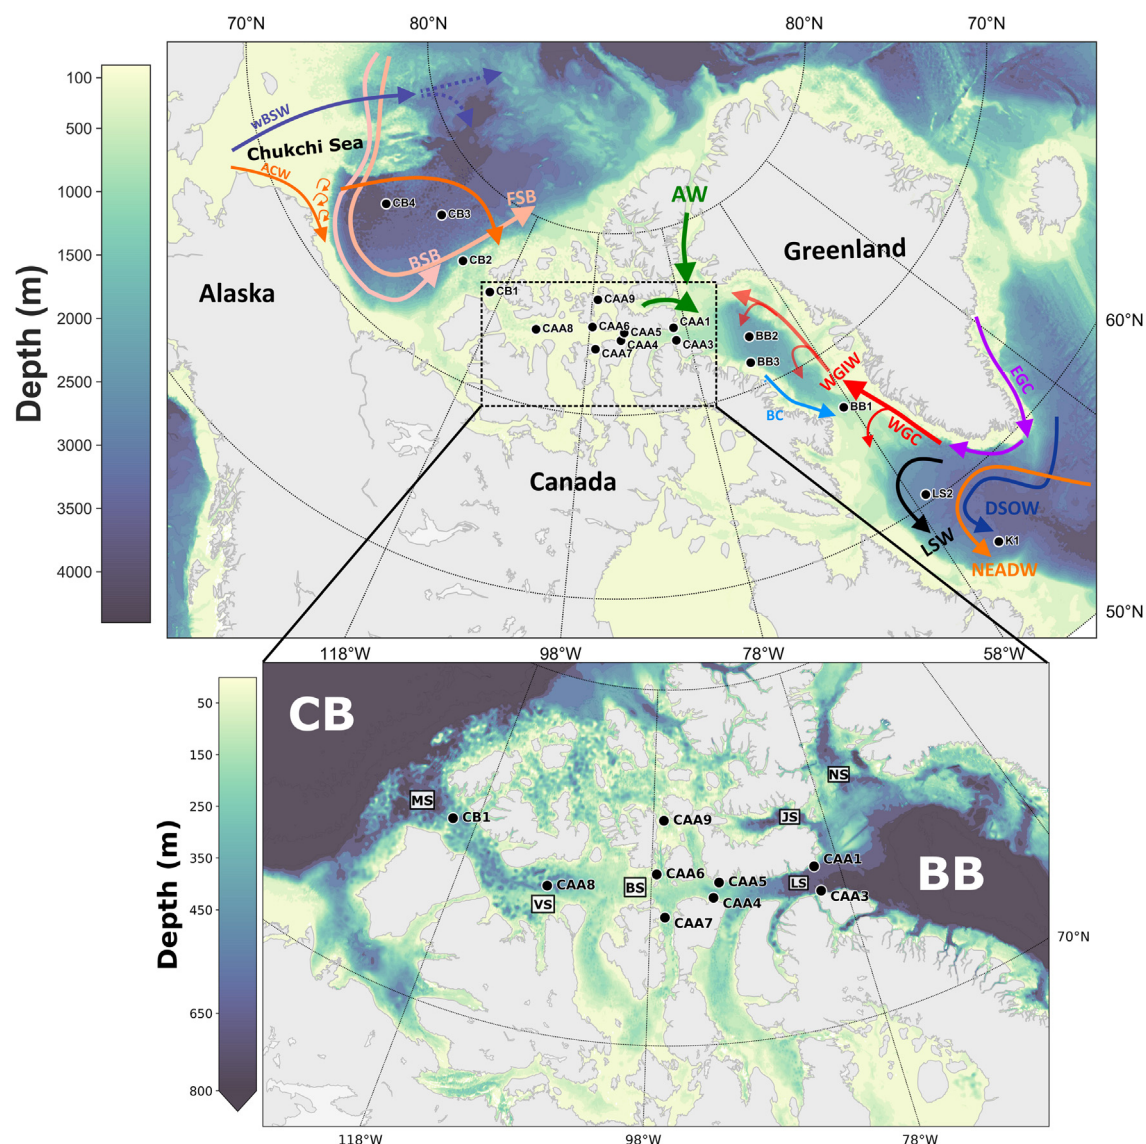 70°N
80°N
80°N
70°N
Depth (m)
100
500
1000
1500
2000
2500
3000
3500
4000
wBSW
Chukchi Sea
ACW
CB4
CB3
FSB
BSB
CB2
CB1
AW
Greenland
Alaska
CAA9
CAA8
CAA6
CAA5
CAA4
CAA7
CAA1
CAA3
BB2
BB3
BC
WGIW
BB1
WGC
EGC
60°N
Canada
LS2
LSW
DSOW
K1
NEADW
50°N
118°W
98°W
78°W
58°W
Depth (m)
50
150
250
350
450
650
800
CB
MS
CB1
NS
JS
CAA9
CAA1
BB
CAA6
CAA5
LS
CAA8
BS
CAA3
VS
CAA4
CAA7
70°N
118°W
98°W
78°W